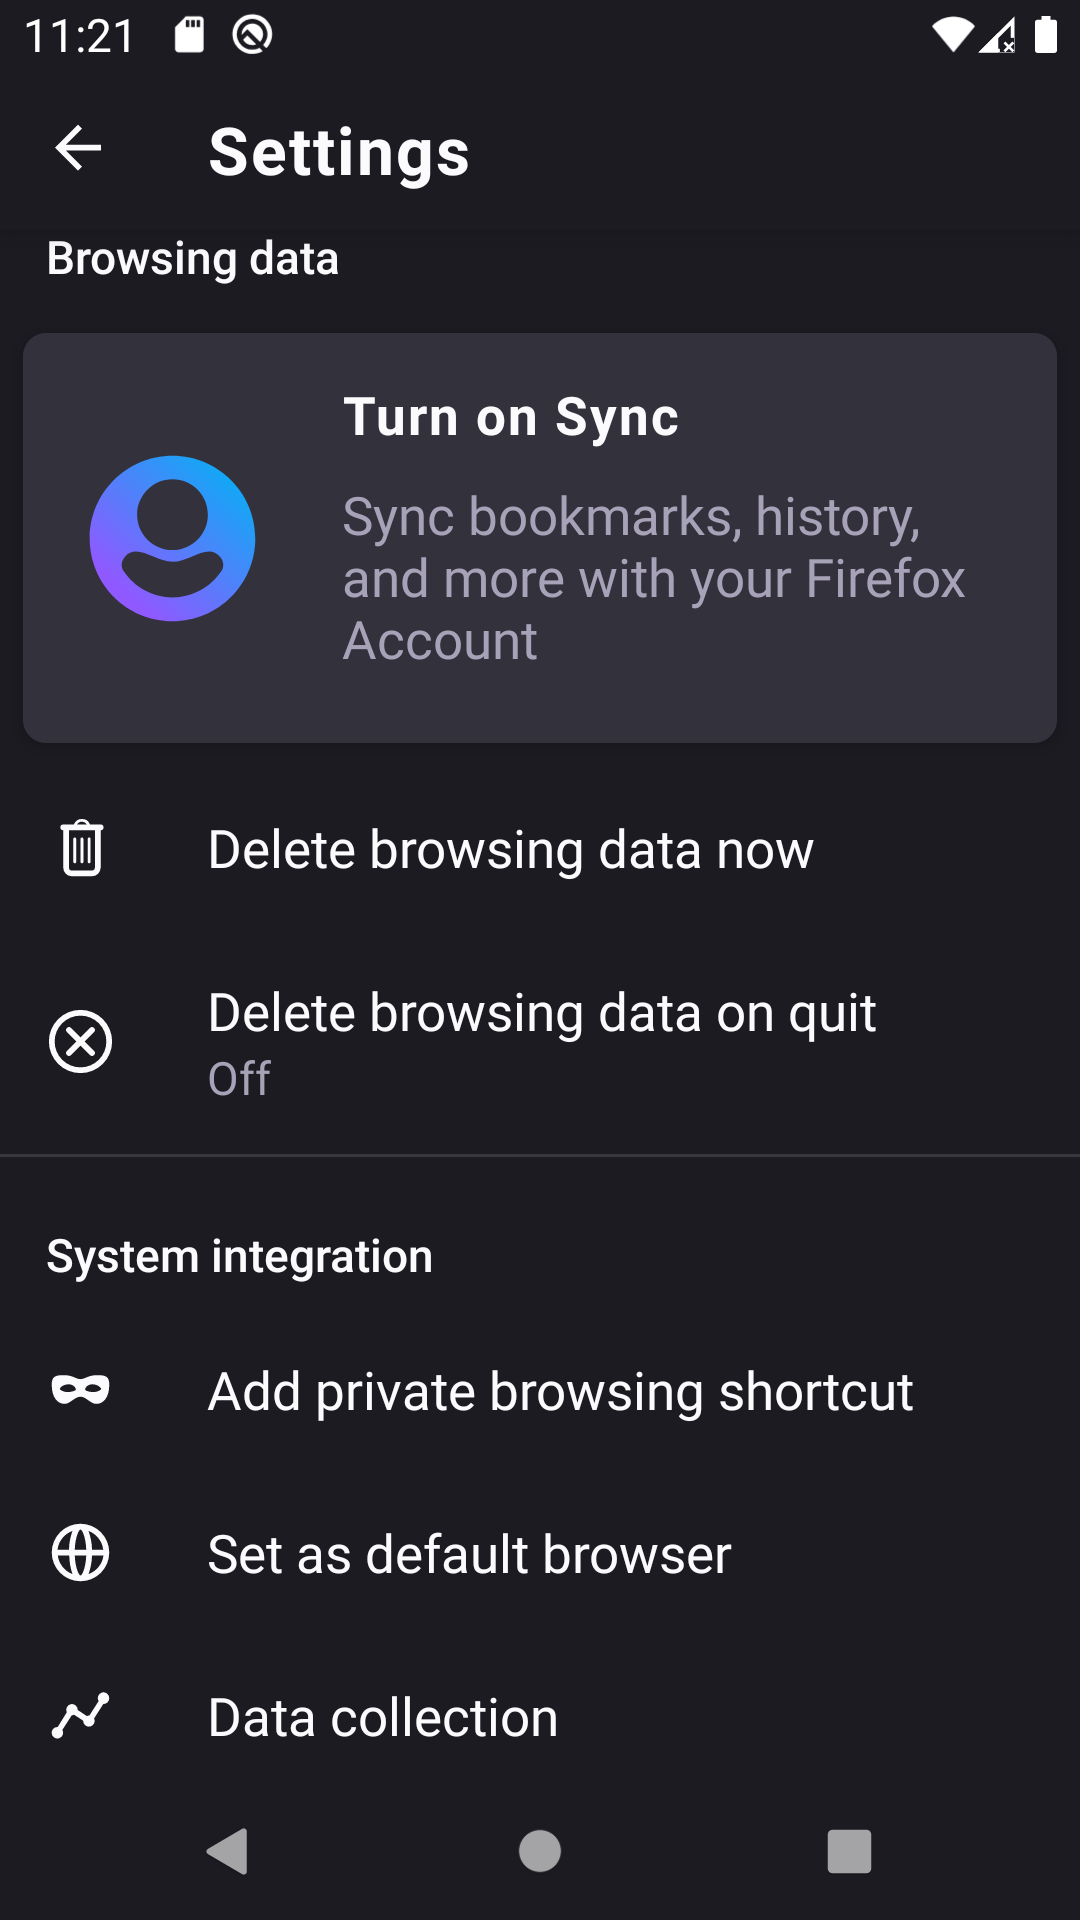 11:21
Settings
Browsing data
Turn on Sync
Sync bookmarks, history,
and more with your Firefox
Account
Delete browsing data now
Delete browsing data on quit
Off
System integration
Add private browsing shortcut
Set as default browser
Data collection